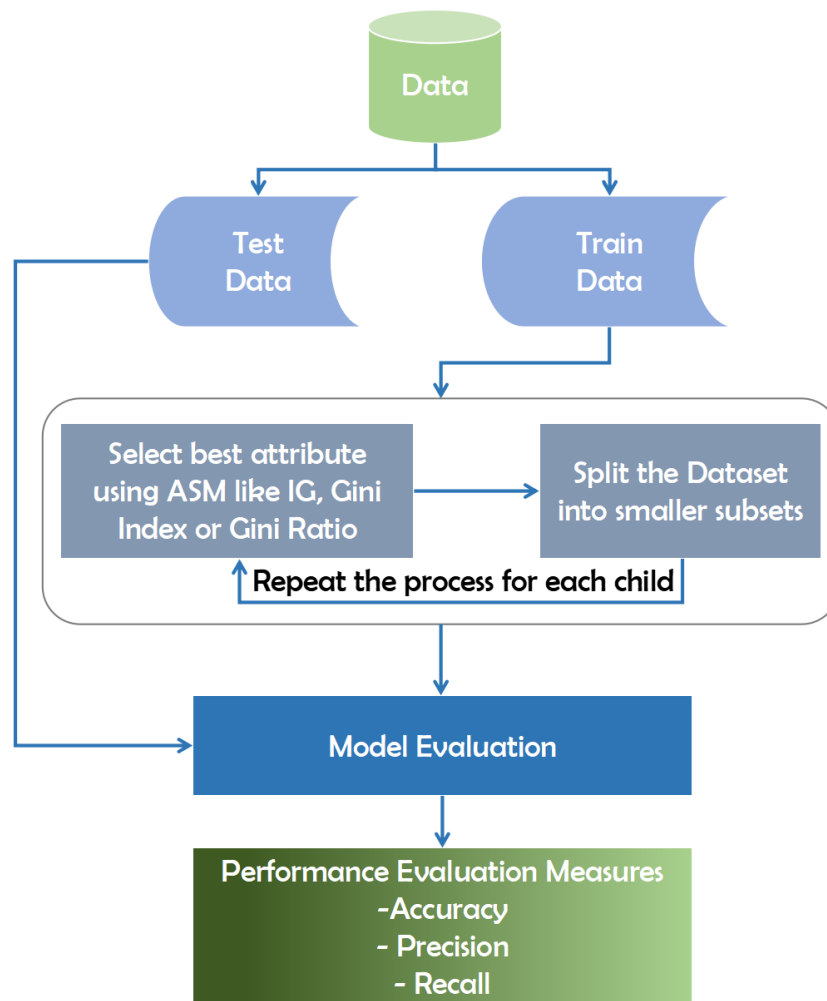 Data
Test
Data
Train
Data
Select best attribute
using ASM like IG, Gini
Index or Gini Ratio
Split the Dataset
into smaller subsets
Repeat the process for each child
Model Evaluation
Performance Evaluation Measures
-Accuracy
- Precision
- Recall